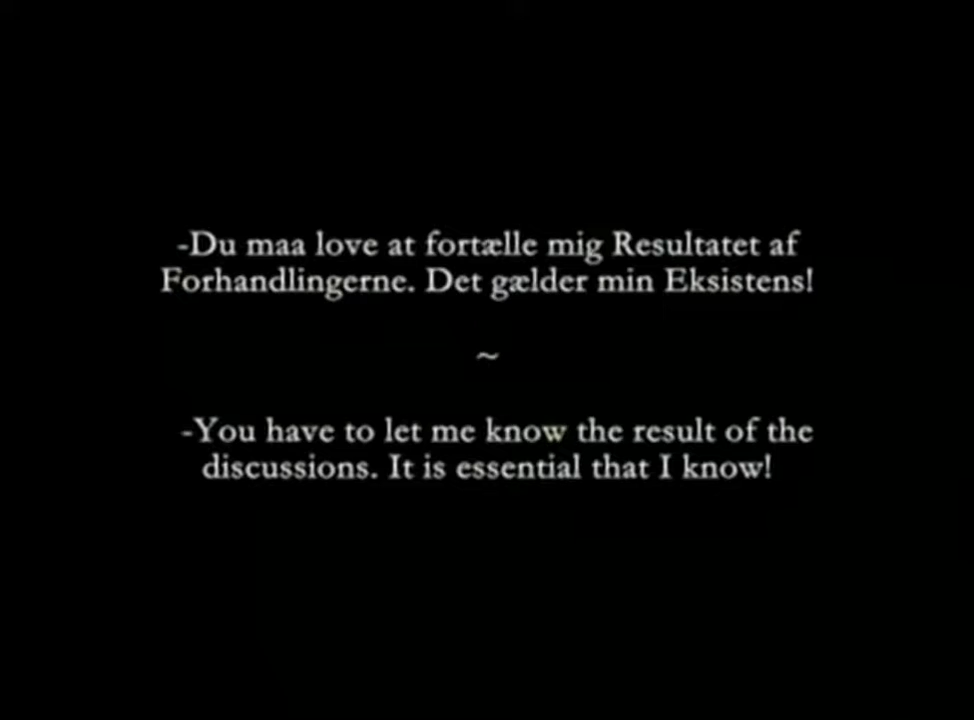 -Du maa love at fortælle mig Resultatet af
Forhandlingerne. Det gælder min Eksistens!
~
-You have to let me know the result of the
discussions. It is essential that I know!